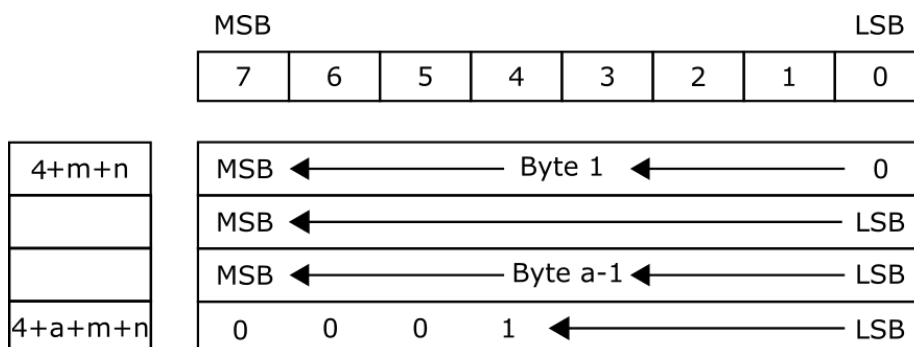 MSB LSB
7 6 5 4 3 2 1 0
4+m+n MSB Byte 1 0
MSB LSB
MSB Byte a-1 LSB
4+a+m+n 0 0 0 1 LSB